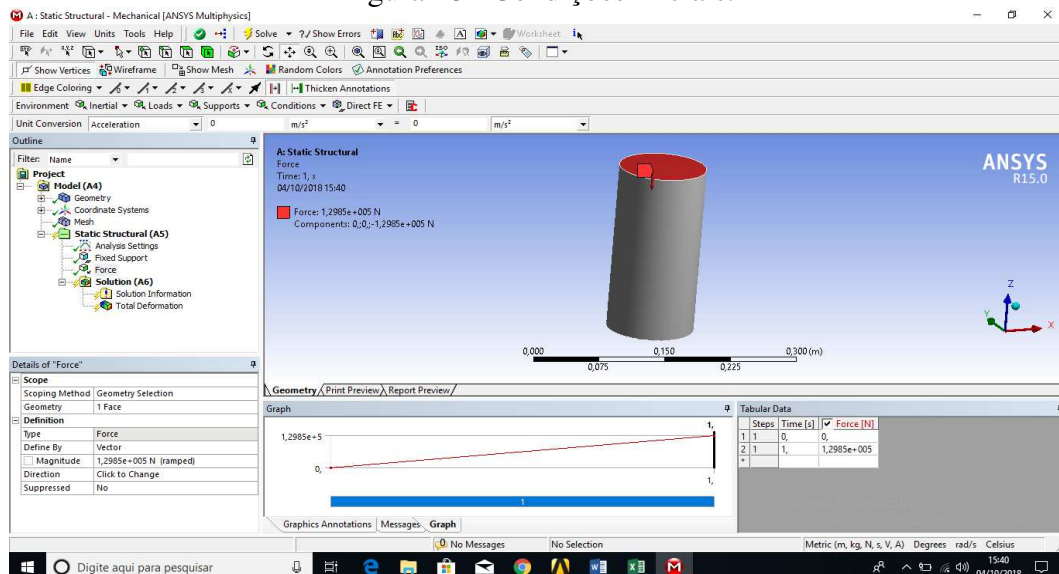 A : Static Structural - Mechanical [ANSYS Multiphysics]
File Edit View Units Tools Help Solve ?/ Show Errors Worksheet
Show Vertices Wireframe Show Mesh Random Colors Annotation Preferences
Edge Coloring Thicken Annotations
Environment Inertial Loads Supports Conditions Direct FE
Unit Conversion Acceleration 0 m/s² = 0 m/s²
Outline
Filter: Name
Project
Model (A4)
Geometry
Coordinate Systems
Mesh
Static Structural (A5)
Analysis Settings
Fixed Support
Force
Solution (A6)
Solution Information
Total Deformation
A: Static Structural
Force
Time: 1, s
04/10/2018 15:40
Force: 1,2985e+005 N
Components: 0,;0,;-1,2985e+005 N
ANSYS
R15.0
Z
Y
X
0,000 0,150 0,300 (m)
0,075 0,225
Geometry Print Preview Report Preview
Details of "Force"
Scope
Scoping Method Geometry Selection
Geometry 1 Face
Definition
Type Force
Define By Vector
Magnitude 1,2985e+005 N (ramped)
Direction Click to Change
Suppressed No
Graph
1,
1,2985e+5
0,
1,
1
Graphics Annotations Messages Graph
Tabular Data
Steps Time [s] Force [N]
1 1 0, 0,
2 1 1, 1,2985e+005
*
0 No Messages No Selection Metric (m, kg, N, s, V, A) Degrees rad/s Celsius
Digite aqui para pesquisar
15:40
04/10/2018